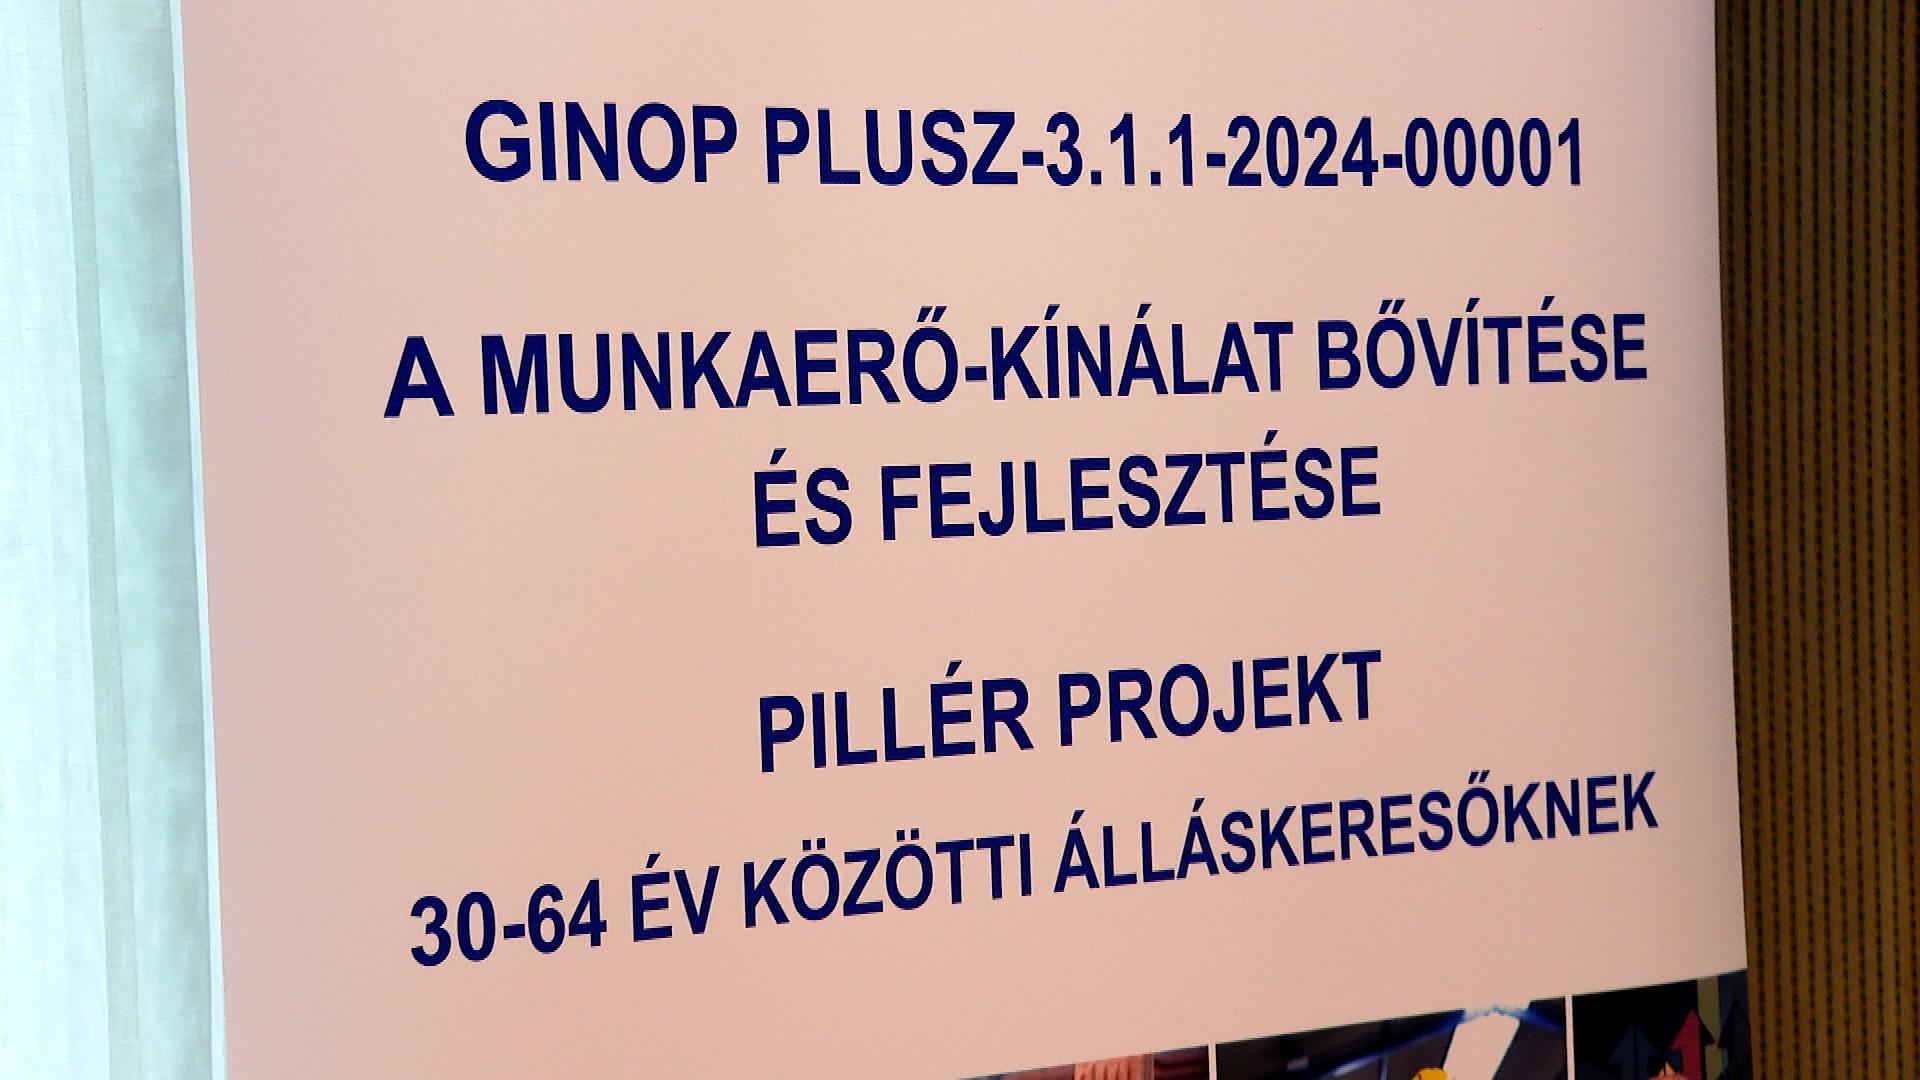 GINOP PLUSZ-3.1.1-2024-00001
A MUNKAERŐ-KÍNÁLAT BŐVÍTÉSE
ÉS FEJLESZTÉSE
PILLÉR PROJEKT
30-64 ÉV KÖZÖTTI ÁLLÁSKERESŐKNEK